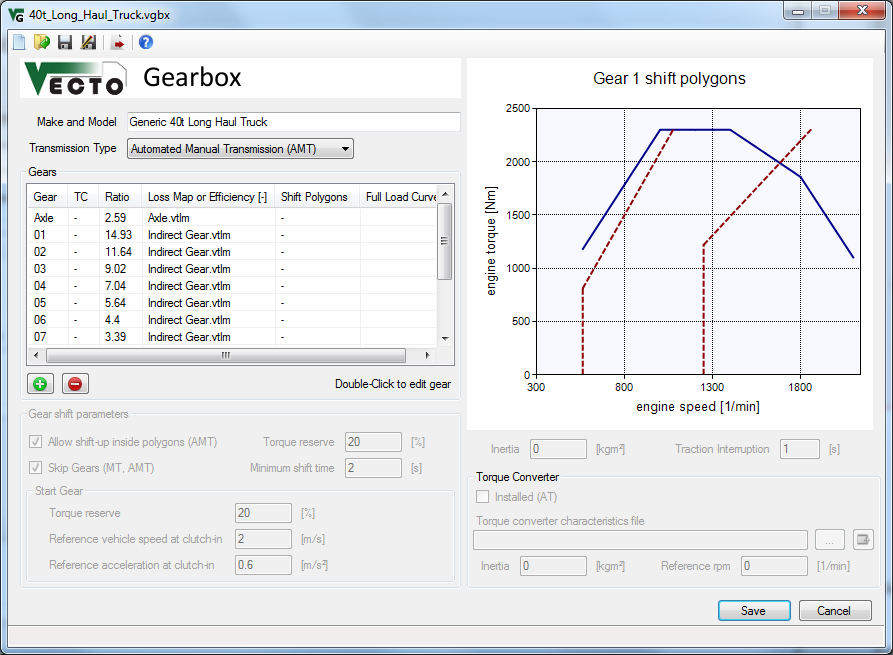 40t_Long_Haul_Truck.vgbx
VECTO Gearbox
Make and Model Generic 40t Long Haul Truck
Transmission Type Automated Manual Transmission (AMT)
Gears
Gear TC Ratio Loss Map or Efficiency [-] Shift Polygons Full Load Curve
Axle - 2.59 Axle.vtlm -
01 - 14.93 Indirect Gear.vtlm -
02 - 11.64 Indirect Gear.vtlm -
03 - 9.02 Indirect Gear.vtlm -
04 - 7.04 Indirect Gear.vtlm -
05 - 5.64 Indirect Gear.vtlm -
06 - 4.4 Indirect Gear.vtlm -
07 - 3.39 Indirect Gear.vtlm -
Double-Click to edit gear
Gear shift parameters
Allow shift-up inside polygons (AMT) Torque reserve 20 [%]
Skip Gears (MT, AMT) Minimum shift time 2 [s]
Start Gear
Torque reserve 20 [%]
Reference vehicle speed at clutch-in 2 [m/s]
Reference acceleration at clutch-in 0.6 [m/s²]
Gear 1 shift polygons
2500
2000
1500
1000
500
0
engine torque [Nm]
300 800 1300 1800
engine speed [1/min]
Inertia 0 [kgm²] Traction Interruption 1 [s]
Torque Converter
Installed (AT)
Torque converter characteristics file
...
Inertia 0 [kgm²] Reference rpm 0 [1/min]
Save Cancel